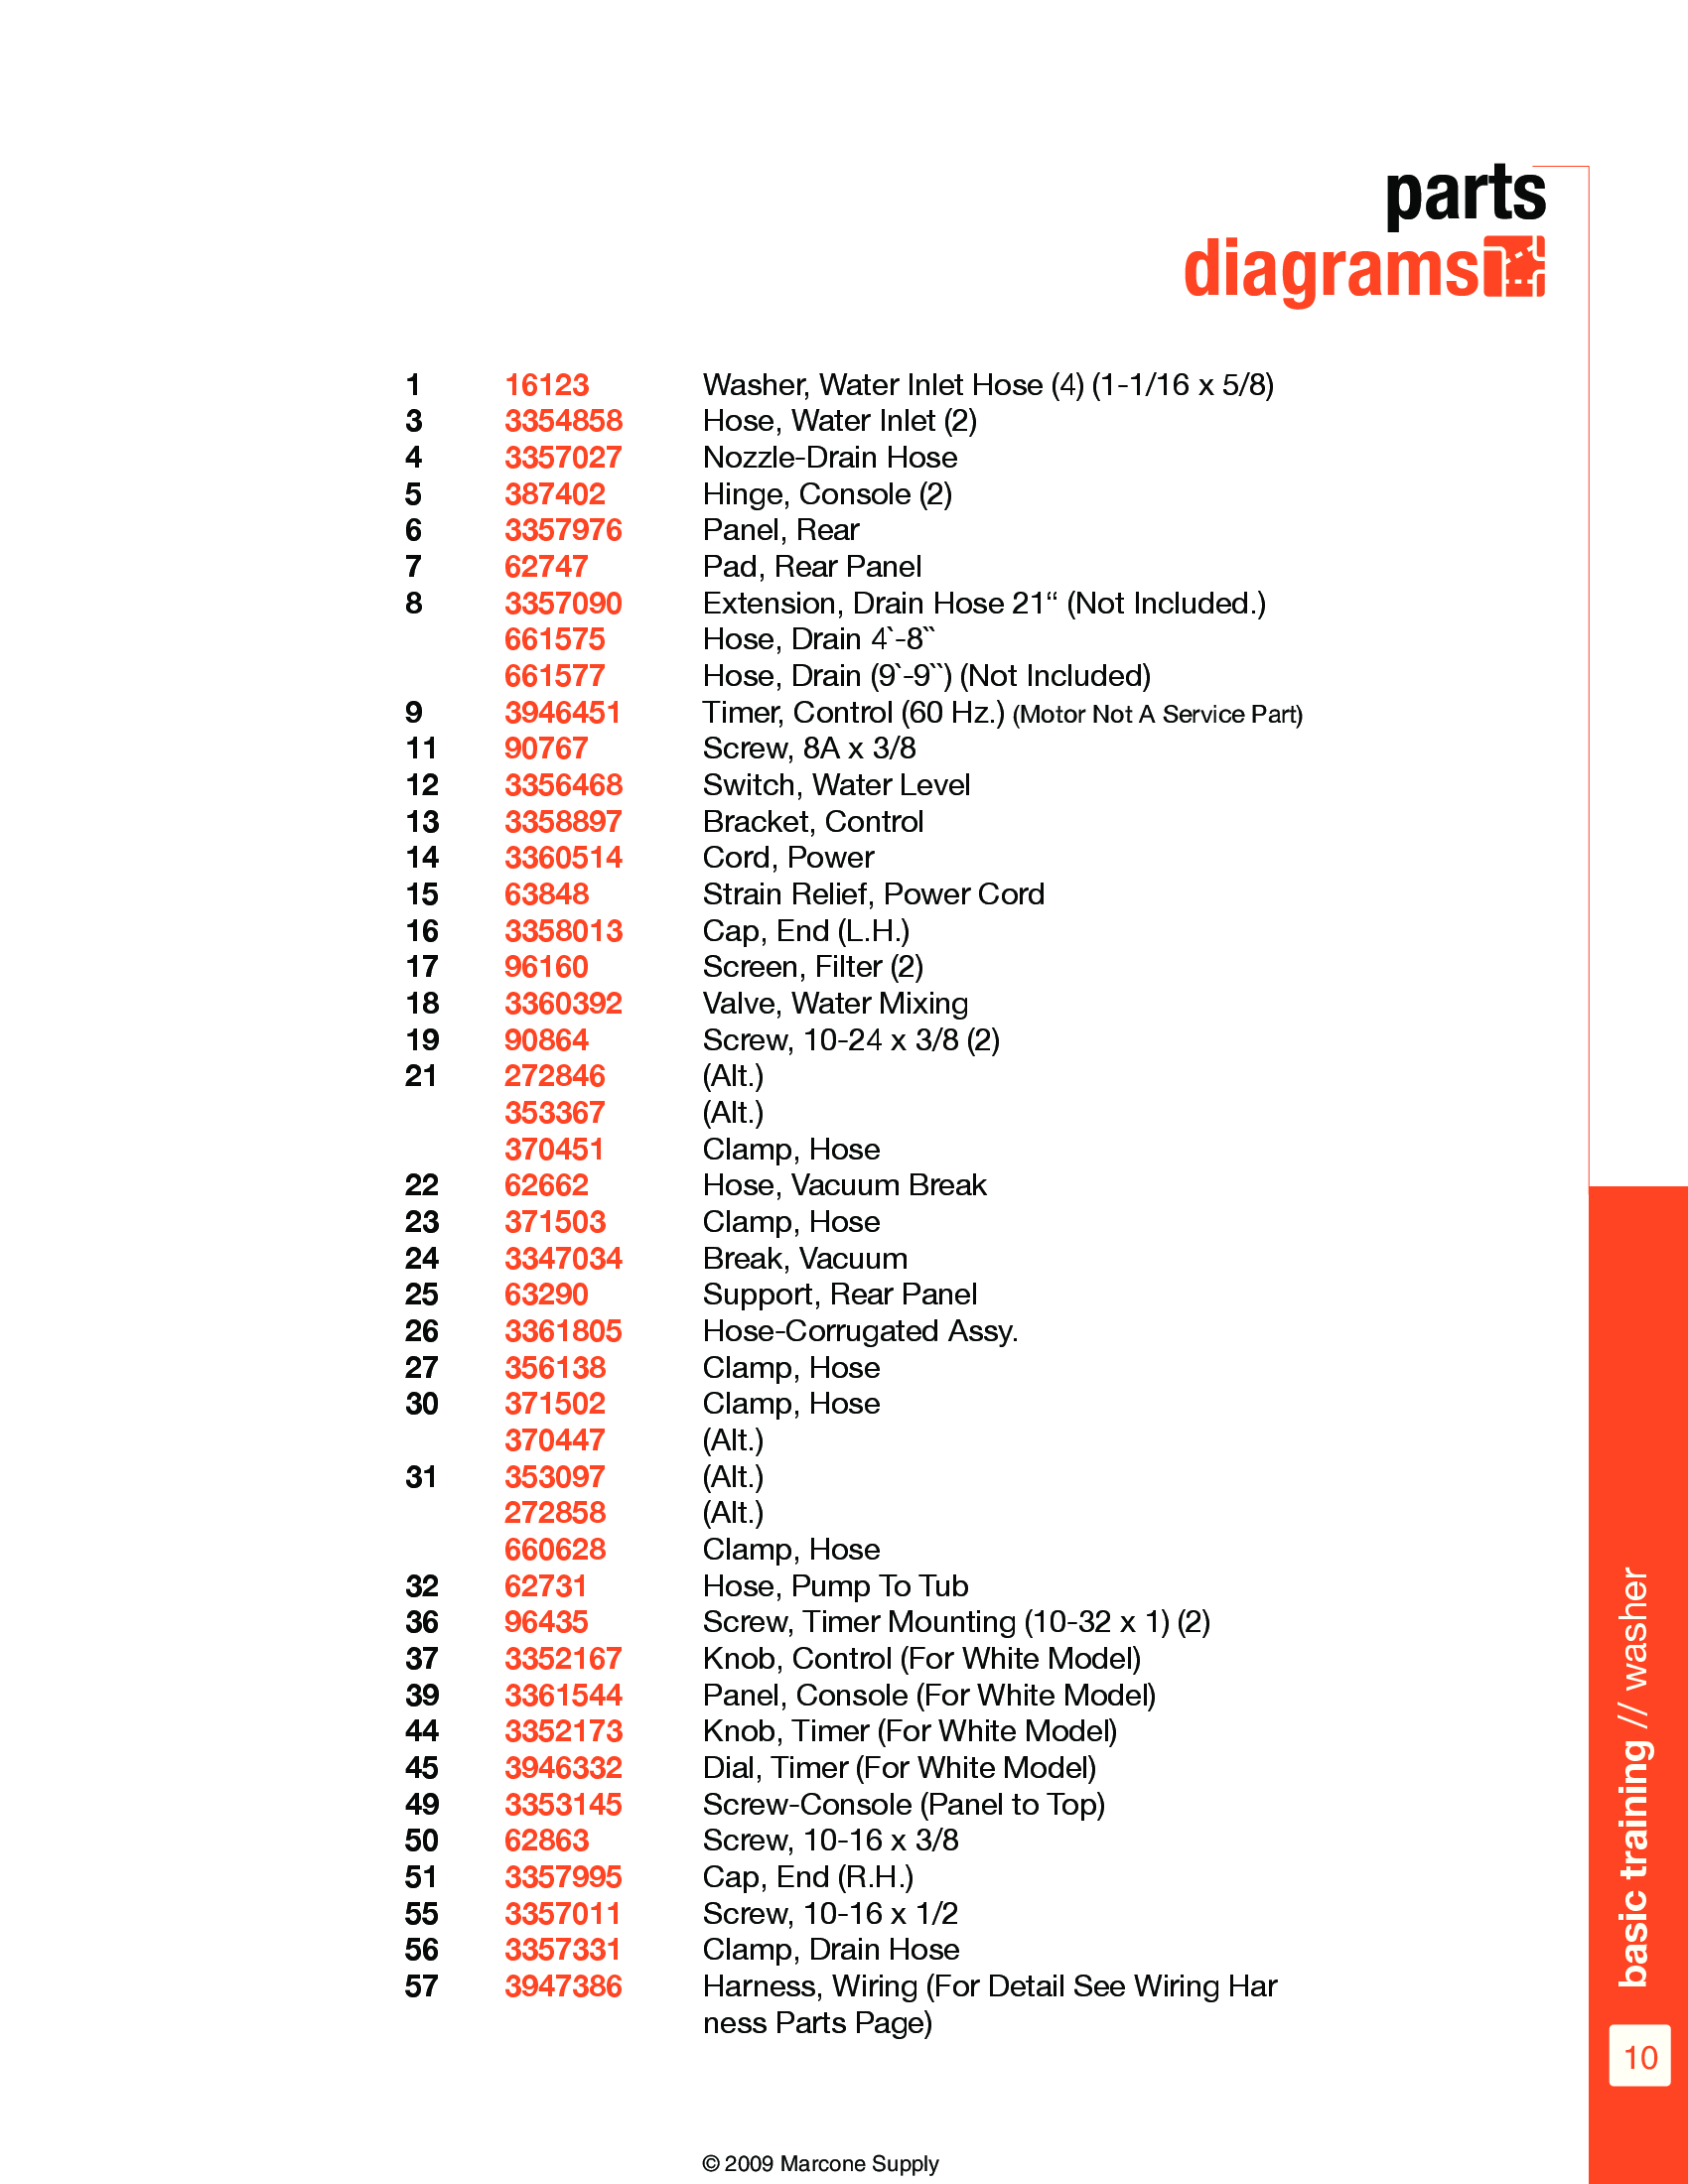 parts
diagrams
1 16123 Washer, Water Inlet Hose (4) (1-1/16 x 5/8)
3 3354858 Hose, Water Inlet (2)
4 3357027 Nozzle-Drain Hose
5 387402 Hinge, Console (2)
6 3357976 Panel, Rear
7 62747 Pad, Rear Panel
8 3357090 Extension, Drain Hose 21“ (Not Included.)
661575 Hose, Drain 4`-8``
661577 Hose, Drain (9`-9``) (Not Included)
9 3946451 Timer, Control (60 Hz.) (Motor Not A Service Part)
11 90767 Screw, 8A x 3/8
12 3356468 Switch, Water Level
13 3358897 Bracket, Control
14 3360514 Cord, Power
15 63848 Strain Relief, Power Cord
16 3358013 Cap, End (L.H.)
17 96160 Screen, Filter (2)
18 3360392 Valve, Water Mixing
19 90864 Screw, 10-24 x 3/8 (2)
21 272846 (Alt.)
353367 (Alt.)
370451 Clamp, Hose
22 62662 Hose, Vacuum Break
23 371503 Clamp, Hose
24 3347034 Break, Vacuum
25 63290 Support, Rear Panel
26 3361805 Hose-Corrugated Assy.
27 356138 Clamp, Hose
30 371502 Clamp, Hose
370447 (Alt.)
31 353097 (Alt.)
272858 (Alt.)
660628 Clamp, Hose
32 62731 Hose, Pump To Tub
36 96435 Screw, Timer Mounting (10-32 x 1) (2)
37 3352167 Knob, Control (For White Model)
39 3361544 Panel, Console (For White Model)
44 3352173 Knob, Timer (For White Model)
45 3946332 Dial, Timer (For White Model)
49 3353145 Screw-Console (Panel to Top)
50 62863 Screw, 10-16 x 3/8
51 3357995 Cap, End (R.H.)
55 3357011 Screw, 10-16 x 1/2
56 3357331 Clamp, Drain Hose
57 3947386 Harness, Wiring (For Detail See Wiring Har
ness Parts Page)
basic training // washer
10
© 2009 Marcone Supply